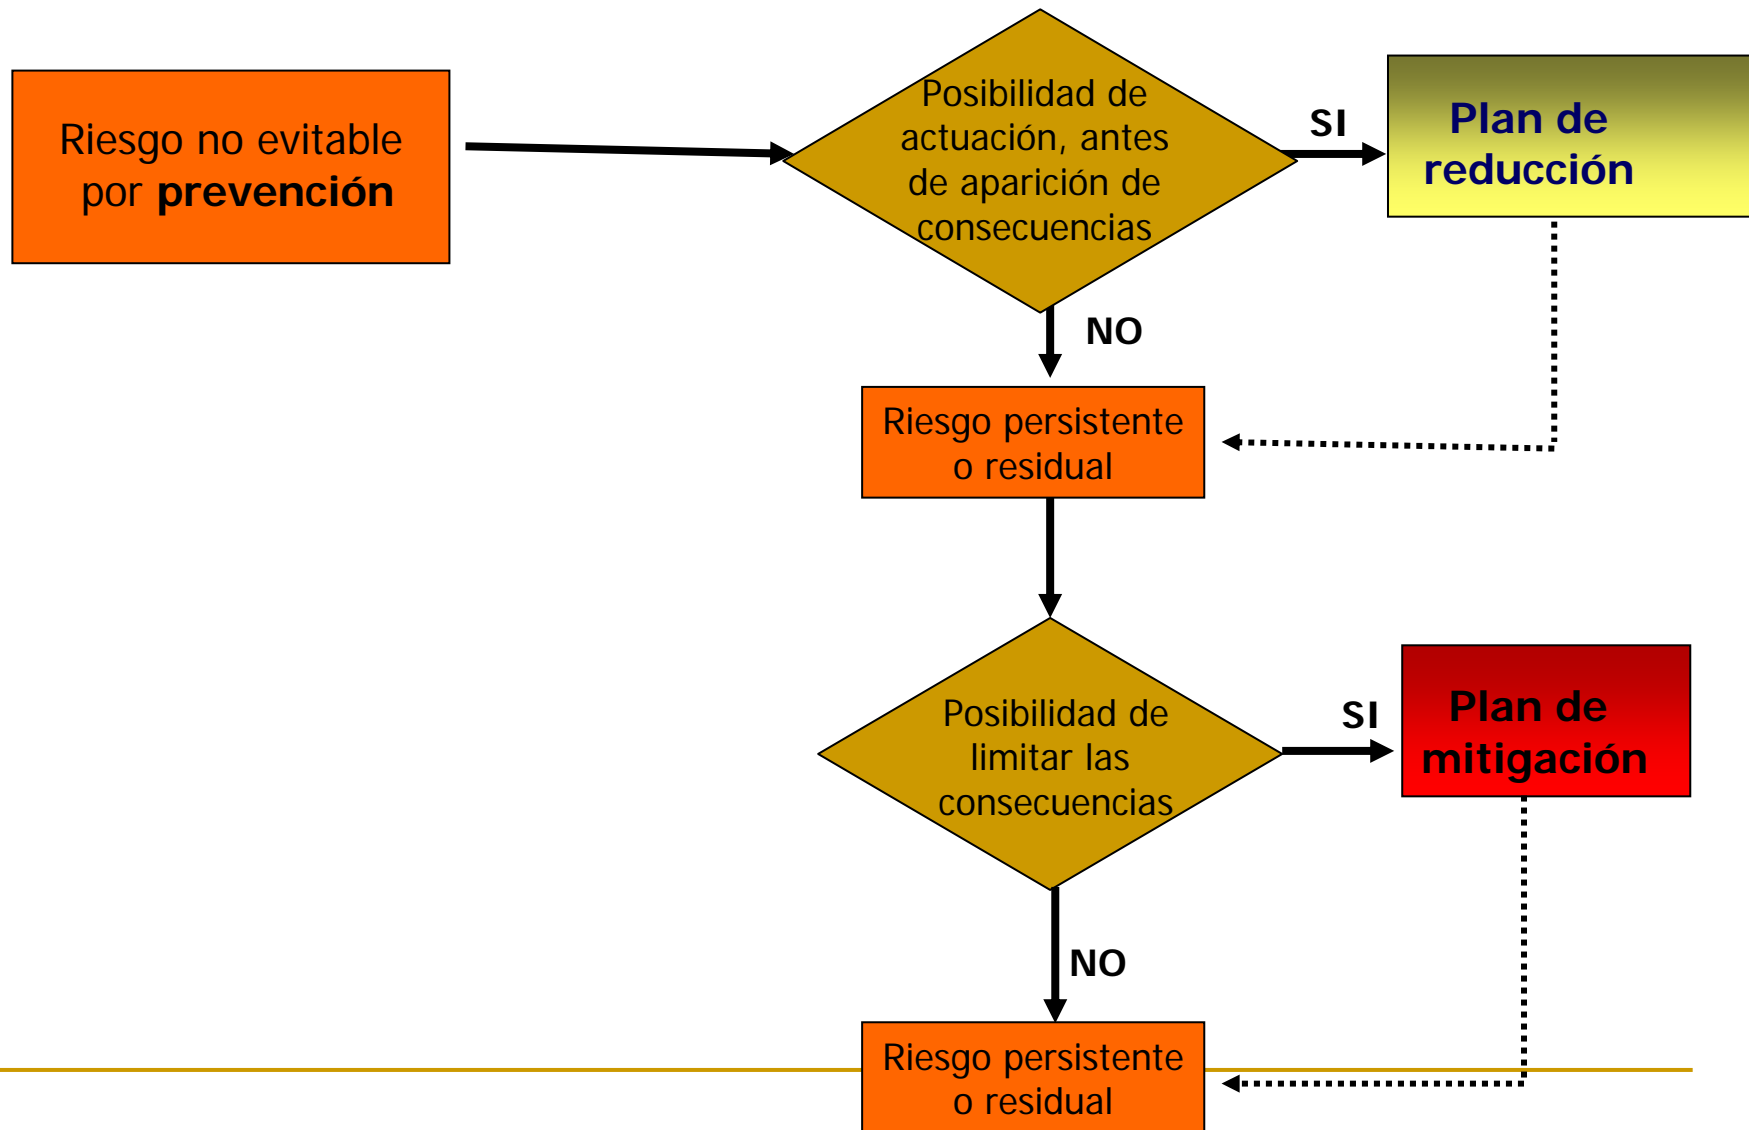 Riesgo no evitable
por prevención
Posibilidad de
actuación, antes
de aparición de
consecuencias
SI
Plan de
reducción
NO
Riesgo persistente
o residual
Posibilidad de
limitar las
consecuencias
SI
Plan de
mitigación
NO
Riesgo persistente
o residual